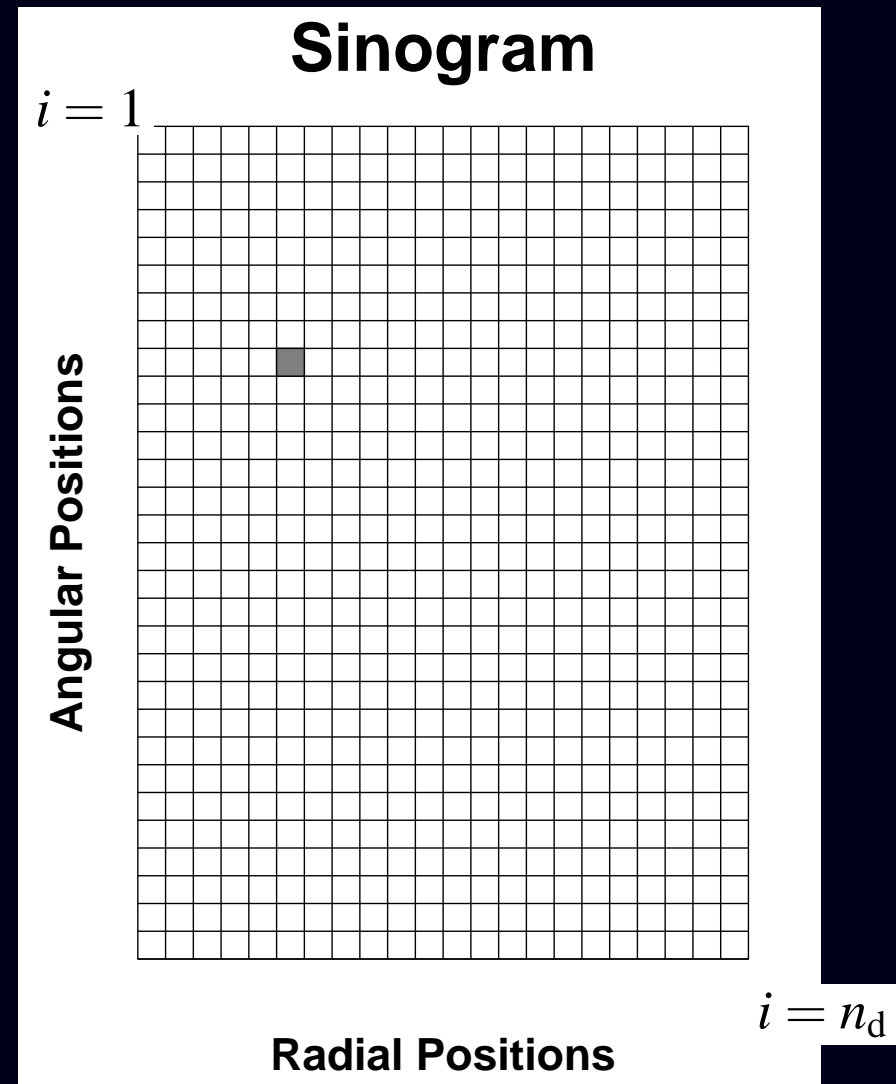 Sinogram
i = 1
Angular Positions
i = n_d
Radial Positions